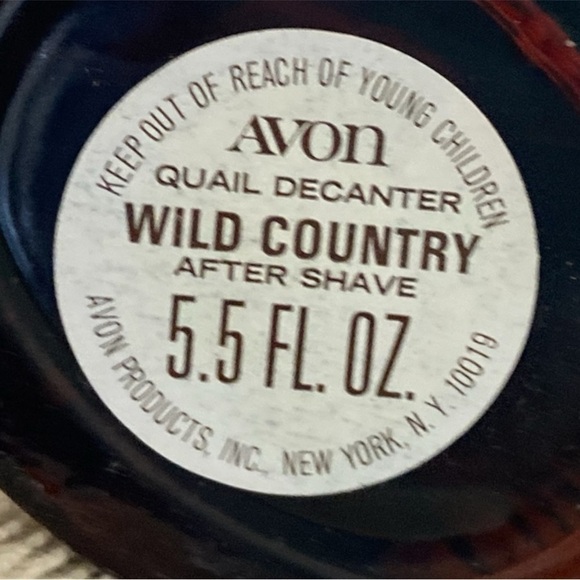 KEEP OUT OF REACH OF YOUNG CHILDREN
AVON
QUAIL DECANTER
WILD COUNTRY
AFTER SHAVE
5.5 FL. OZ.
AVON PRODUCTS, INC., NEW YORK, N. Y. 10019